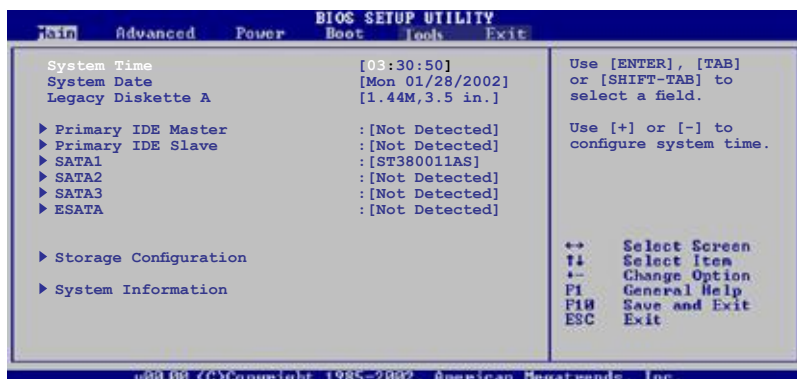 BIOS SETUP UTILITY
Main Advanced Power Boot Tools Exit
System Time [03:30:50]
System Date [Mon 01/28/2002]
Legacy Diskette A [1.44M,3.5 in.]
Primary IDE Master :[Not Detected]
Primary IDE Slave :[Not Detected]
SATA1 :[ST380011AS]
SATA2 :[Not Detected]
SATA3 :[Not Detected]
ESATA :[Not Detected]
Storage Configuration
System Information
Use [ENTER], [TAB]
or [SHIFT-TAB] to
select a field.
Use [+] or [-] to
configure system time.
↔ Select Screen
↑↓ Select Item
+- Change Option
F1 General Help
F10 Save and Exit
ESC Exit
v00.00 (C)Copyright 1985-2002, American Megatrends, Inc.